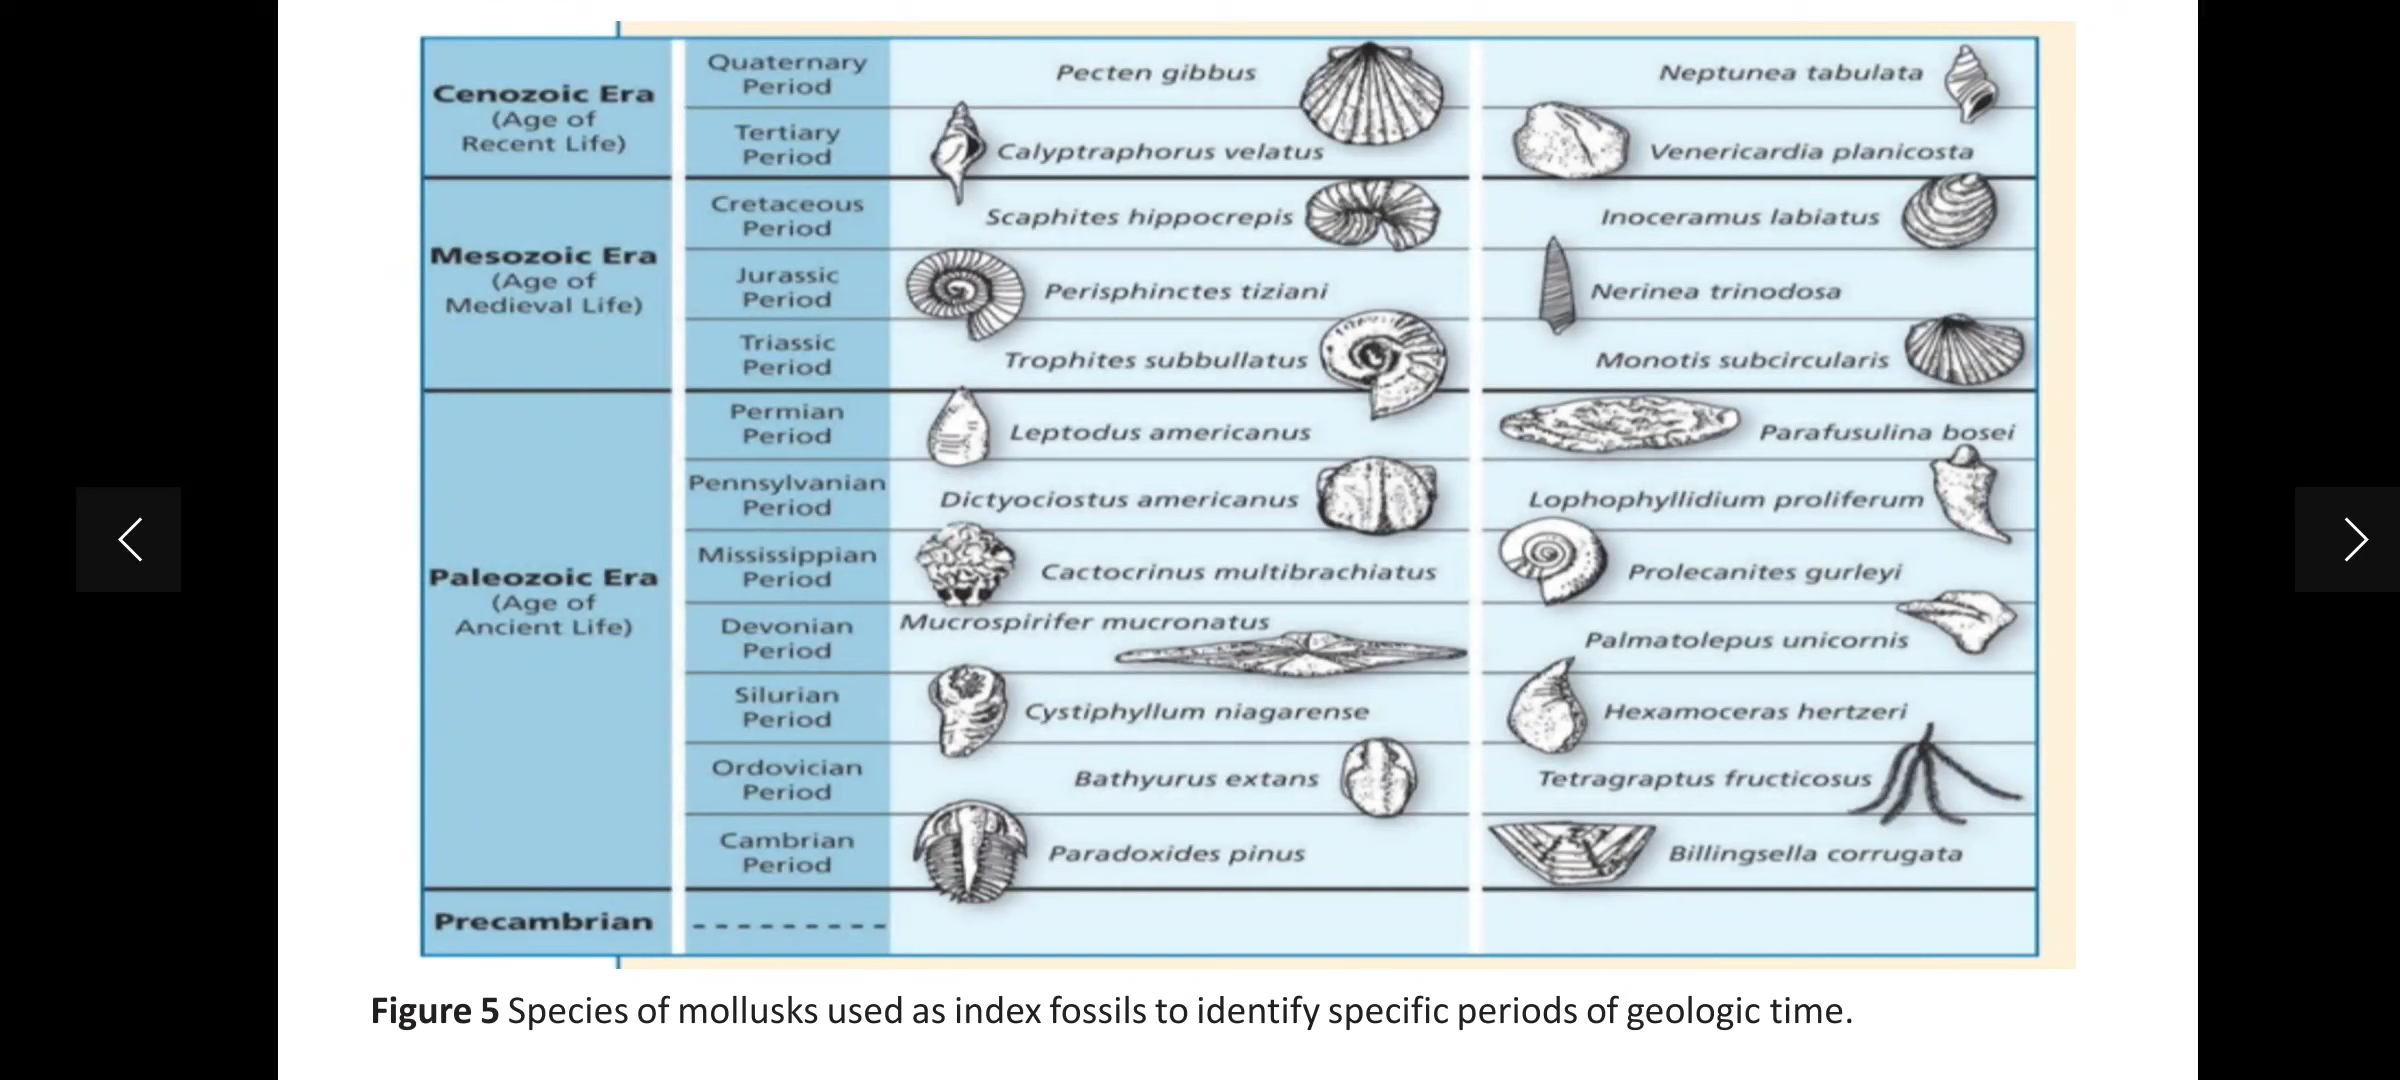 Cenozoic Era
(Age of
Recent Life)
Quaternary
Period
Pecten gibbus
Neptunea tabulata
Tertiary
Period
Calyptraphorus velatus
Venericardia planicosta
Mesozoic Era
(Age of
Medieval Life)
Cretaceous
Period
Scaphites hippocrepis
Inoceramus labiatus
Jurassic
Period
Perisphinctes tiziani
Nerinea trinodosa
Triassic
Period
Trophites subbullatus
Monotis subcircularis
Paleozoic Era
(Age of
Ancient Life)
Permian
Period
Leptodus americanus
Parafusulina bosei
Pennsylvanian
Period
Dictyociostus americanus
Lophophyllidium proliferum
Mississippian
Period
Cactocrinus multibrachiatus
Prolecanites gurleyi
Devonian
Period
Mucrospirifer mucronatus
Palmatolepus unicornis
Silurian
Period
Cystiphyllum niagarense
Hexamoceras hertzeri
Ordovician
Period
Bathyurus extans
Tetragraptus fructicosus
Cambrian
Period
Paradoxides pinus
Billingsella corrugata
Precambrian
Figure 5 Species of mollusks used as index fossils to identify specific periods of geologic time.